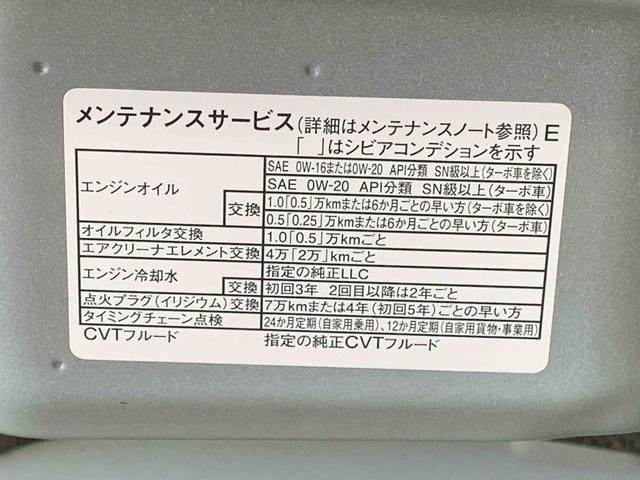 メンテナンスサービス(詳細はメンテナンスノート参照) E
「 」はシビアコンデションを示す
エンジンオイル
SAE 0W-16または0W-20 API分類 SN級以上(ターボ車を除く)
SAE 0W-20 API分類 SN級以上(ターボ車)
交換
1.0「0.5」万kmまたは6か月ごとの早い方(ターボ車を除く)
0.5「0.25」万kmまたは6か月ごとの早い方(ターボ車)
オイルフィルタ交換 1.0「0.5」万kmごと
エアクリーナエレメント交換 4万「2万」kmごと
エンジン冷却水 指定の純正LLC
交換 初回3年 2回目以降は2年ごと
点火プラグ(イリジウム) 交換 7万kmまたは4年(初回5年)ごとの早い方
タイミングチェーン点検 24か月定期(自家用乗用)、12か月定期(自家用貨物・事業用)
CVTフルード 指定の純正CVTフルード